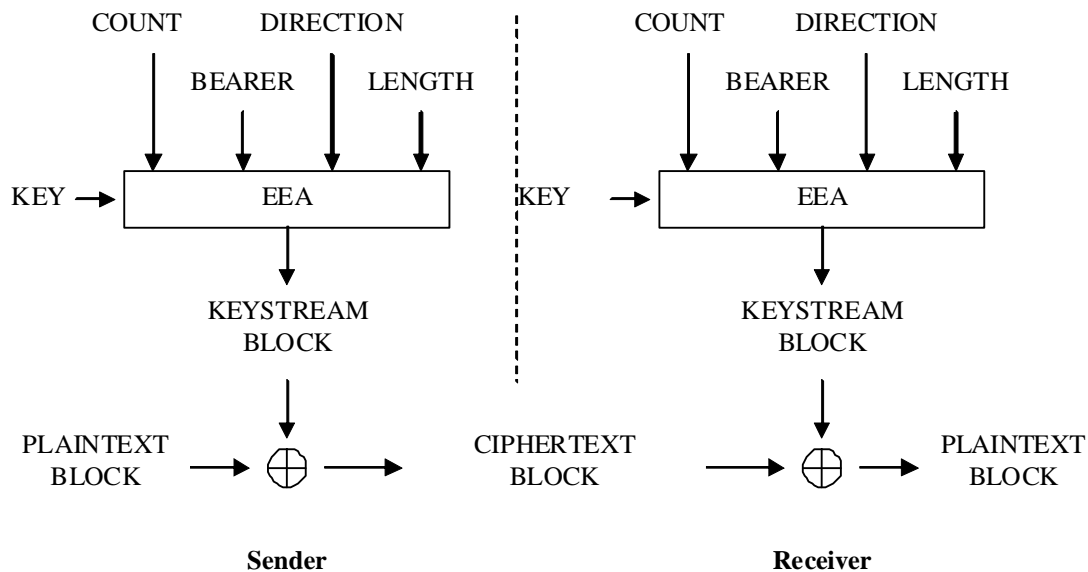 COUNT DIRECTION COUNT DIRECTION
BEARER LENGTH BEARER LENGTH
KEY EEA KEY EEA
KEYSTREAM BLOCK KEYSTREAM BLOCK
PLAINTEXT BLOCK CIPHERTEXT BLOCK PLAINTEXT BLOCK
Sender Receiver